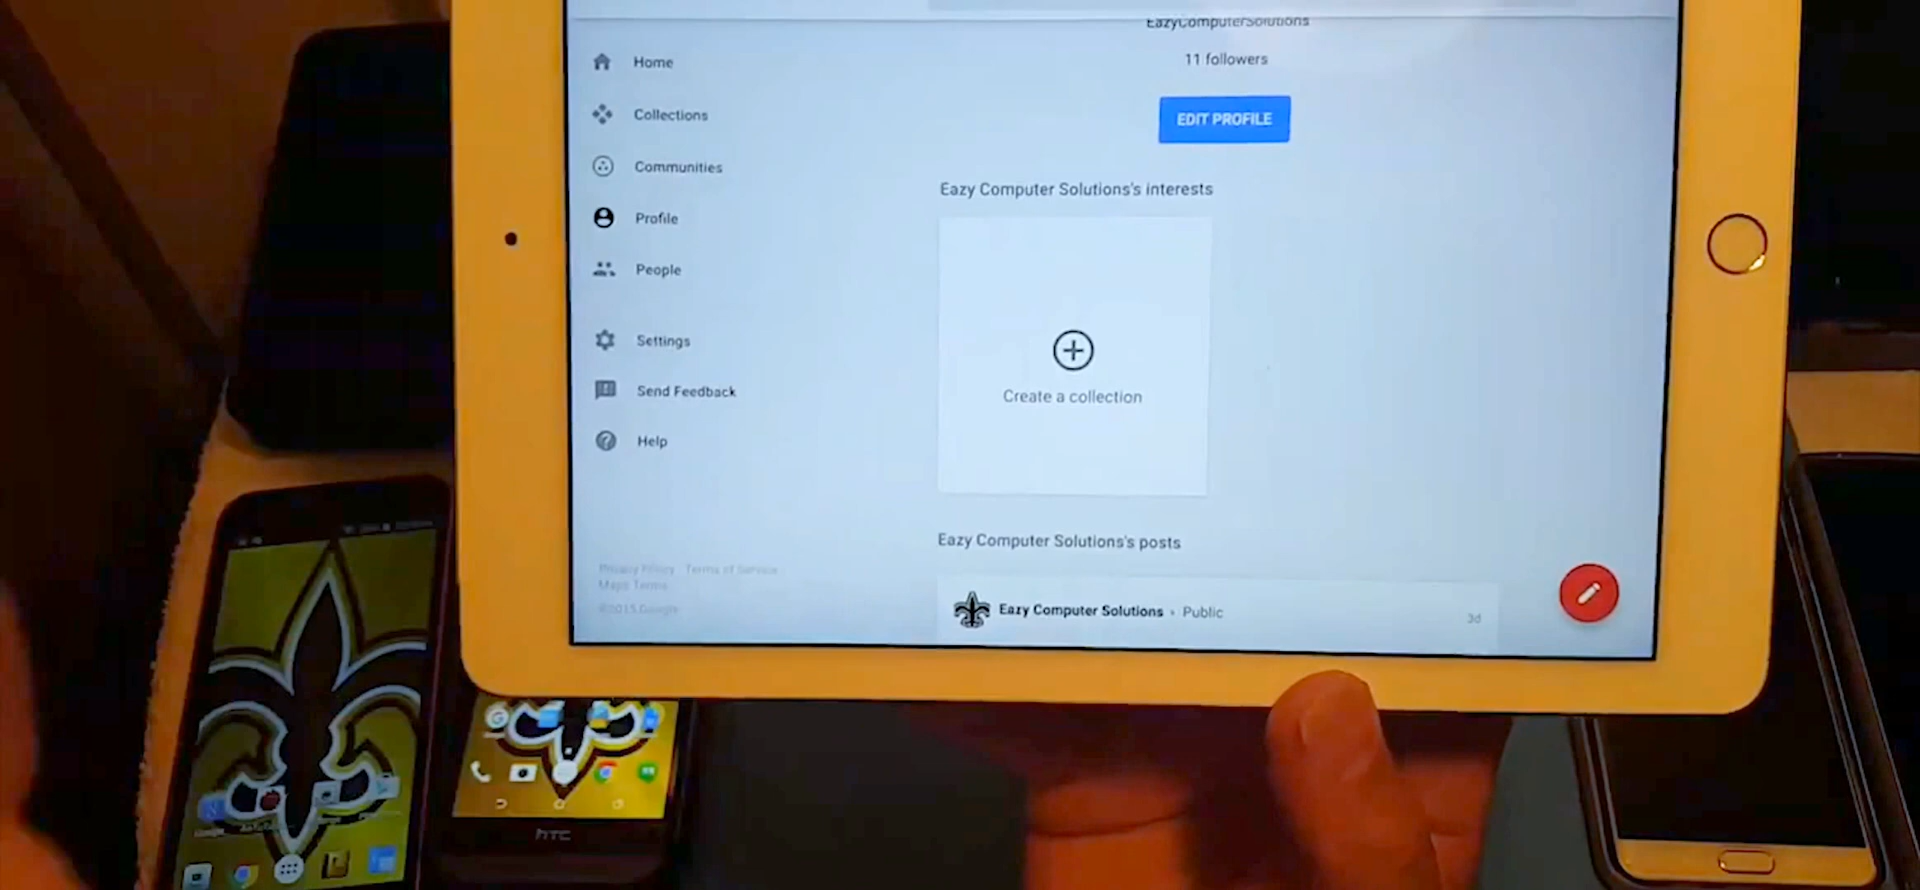 EazyComputerSolutions
11 followers
EDIT PROFILE
Home
Collections
Communities
Profile
People
Settings
Send Feedback
Help
Eazy Computer Solutions's interests
Create a collection
Eazy Computer Solutions's posts
Eazy Computer Solutions
Public
3d
Privacy Policy
Terms of Service
Maps Terms
©2015 Google
hTC